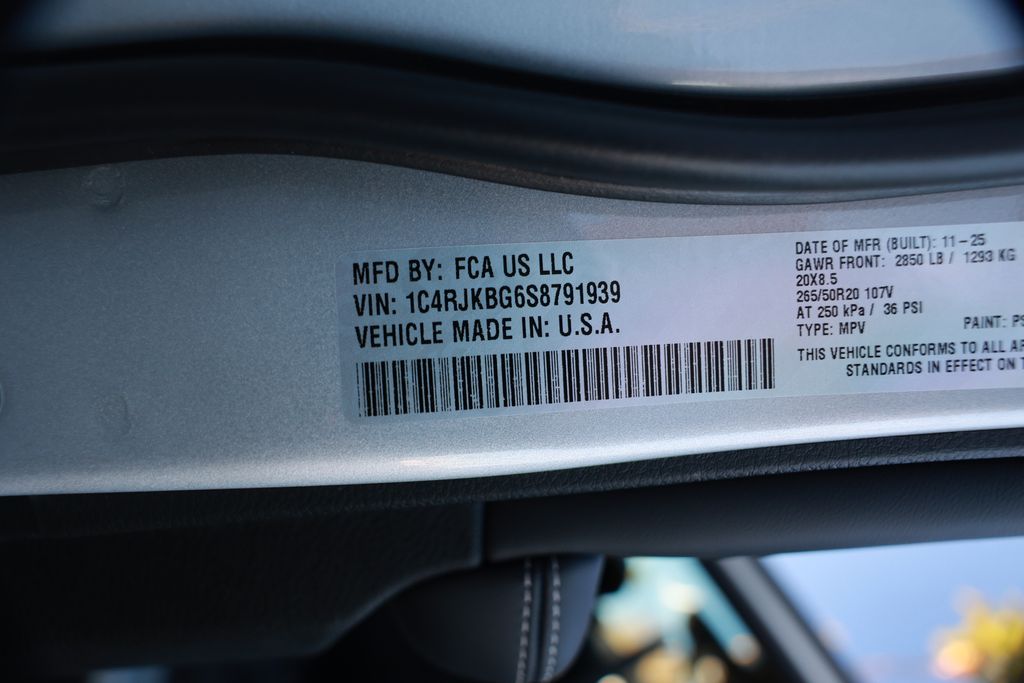 MFD BY: FCA US LLC
VIN: 1C4RJKBG6S8791939
VEHICLE MADE IN: U.S.A.
DATE OF MFR (BUILT): 11-25
GAWR FRONT: 2850 LB / 1293 KG
20X8.5
265/50R20 107V
AT 250 kPa / 36 PSI
TYPE: MPV PAINT:
THIS VEHICLE CONFORMS TO ALL
STANDARDS IN EFFECT ON